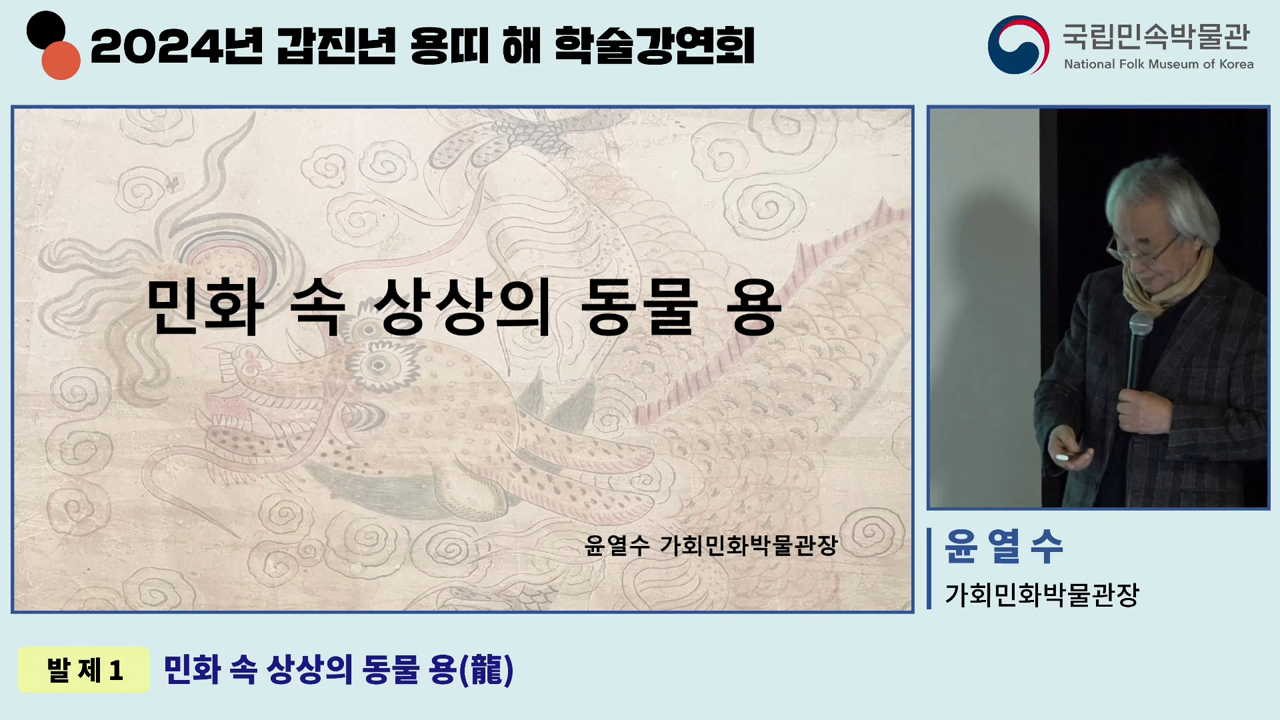 2024년 갑진년 용띠 해 학술강연회
국립민속박물관
National Folk Museum of Korea
민화 속 상상의 동물 용
윤열수 가회민화박물관장
윤열수
가회민화박물관장
발제1
민화 속 상상의 동물 용(龍)